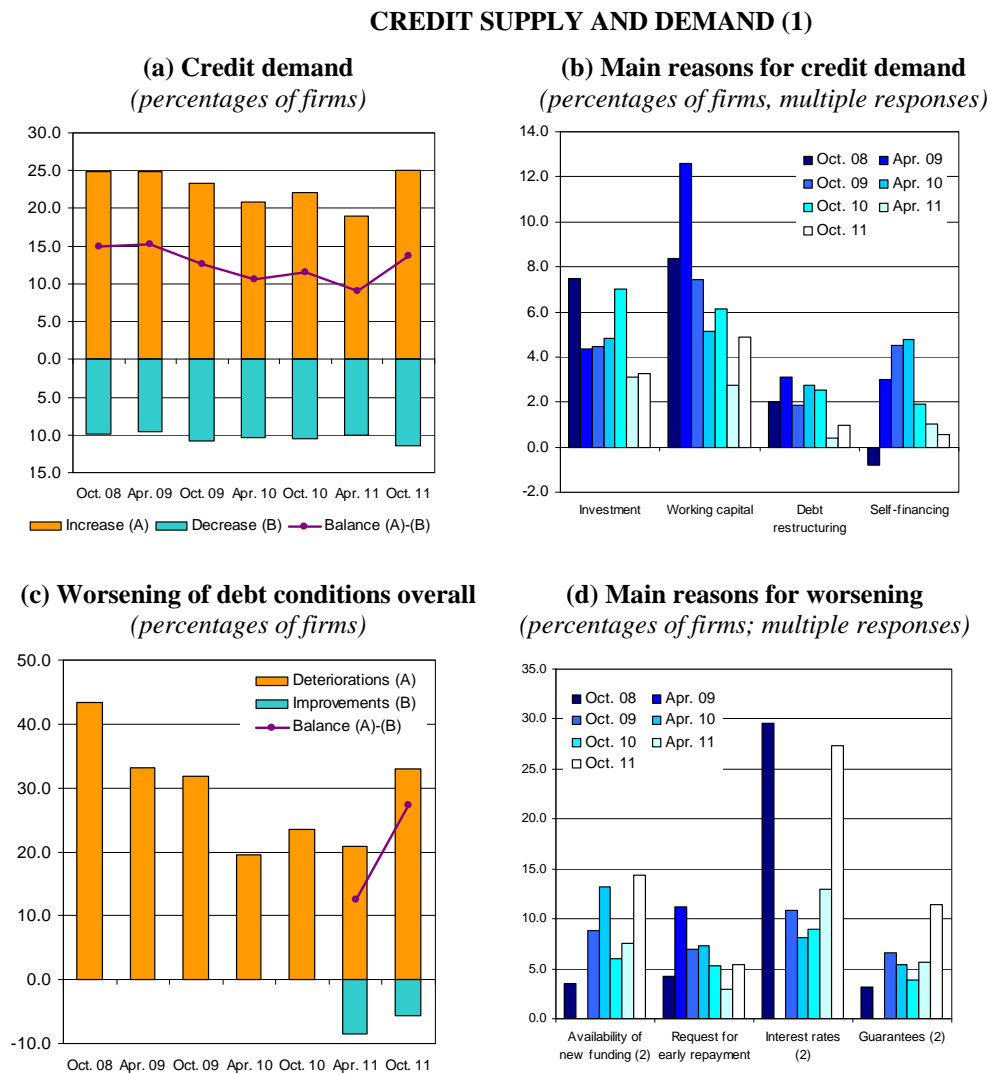 CREDIT SUPPLY AND DEMAND (1)
(a) Credit demand
(percentages of firms)
30.0
25.0
20.0
15.0
10.0
5.0
0.0
5.0
10.0
15.0
Oct. 08 Apr. 09 Oct. 09 Apr. 10 Oct. 10 Apr. 11 Oct. 11
Increase (A) Decrease (B) Balance (A)-(B)
(b) Main reasons for credit demand
(percentages of firms, multiple responses)
14.0
12.0
10.0
8.0
6.0
4.0
2.0
0.0
-2.0
Oct. 08 Apr. 09
Oct. 09 Apr. 10
Oct. 10 Apr. 11
Oct. 11
Investment Working capital Debt Self-financing
restructuring
(c) Worsening of debt conditions overall
(percentages of firms)
50.0
40.0
30.0
20.0
10.0
0.0
-10.0
Deteriorations (A)
Improvements (B)
Balance (A)-(B)
Oct. 08 Apr. 09 Oct. 09 Apr. 10 Oct. 10 Apr. 11 Oct. 11
(d) Main reasons for worsening
(percentages of firms; multiple responses)
35.0
30.0
25.0
20.0
15.0
10.0
5.0
0.0
Oct. 08 Apr. 09
Oct. 09 Apr. 10
Oct. 10 Apr. 11
Oct. 11
Availability of Request for Interest rates Guarantees (2)
new funding (2) early repayment (2)